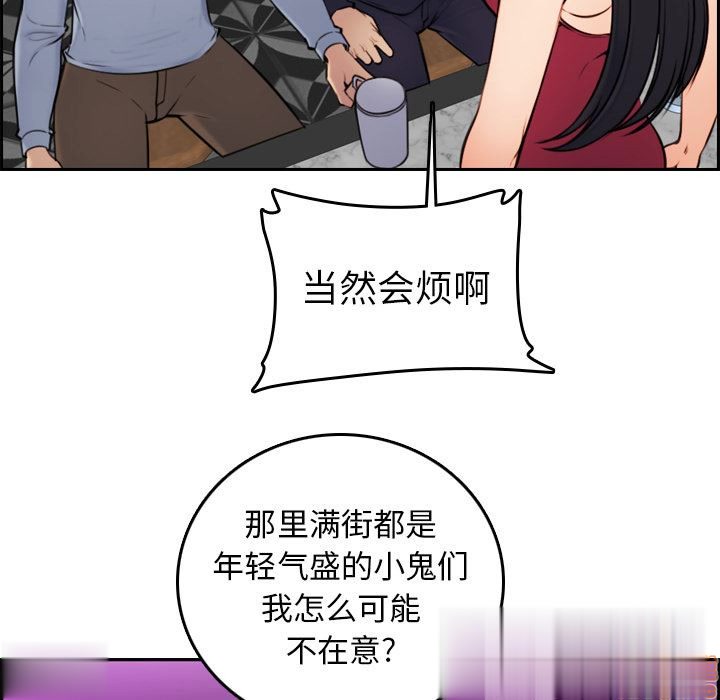 当然会烦啊
那里满街都是
年轻气盛的小鬼们
我怎么可能
不在意?